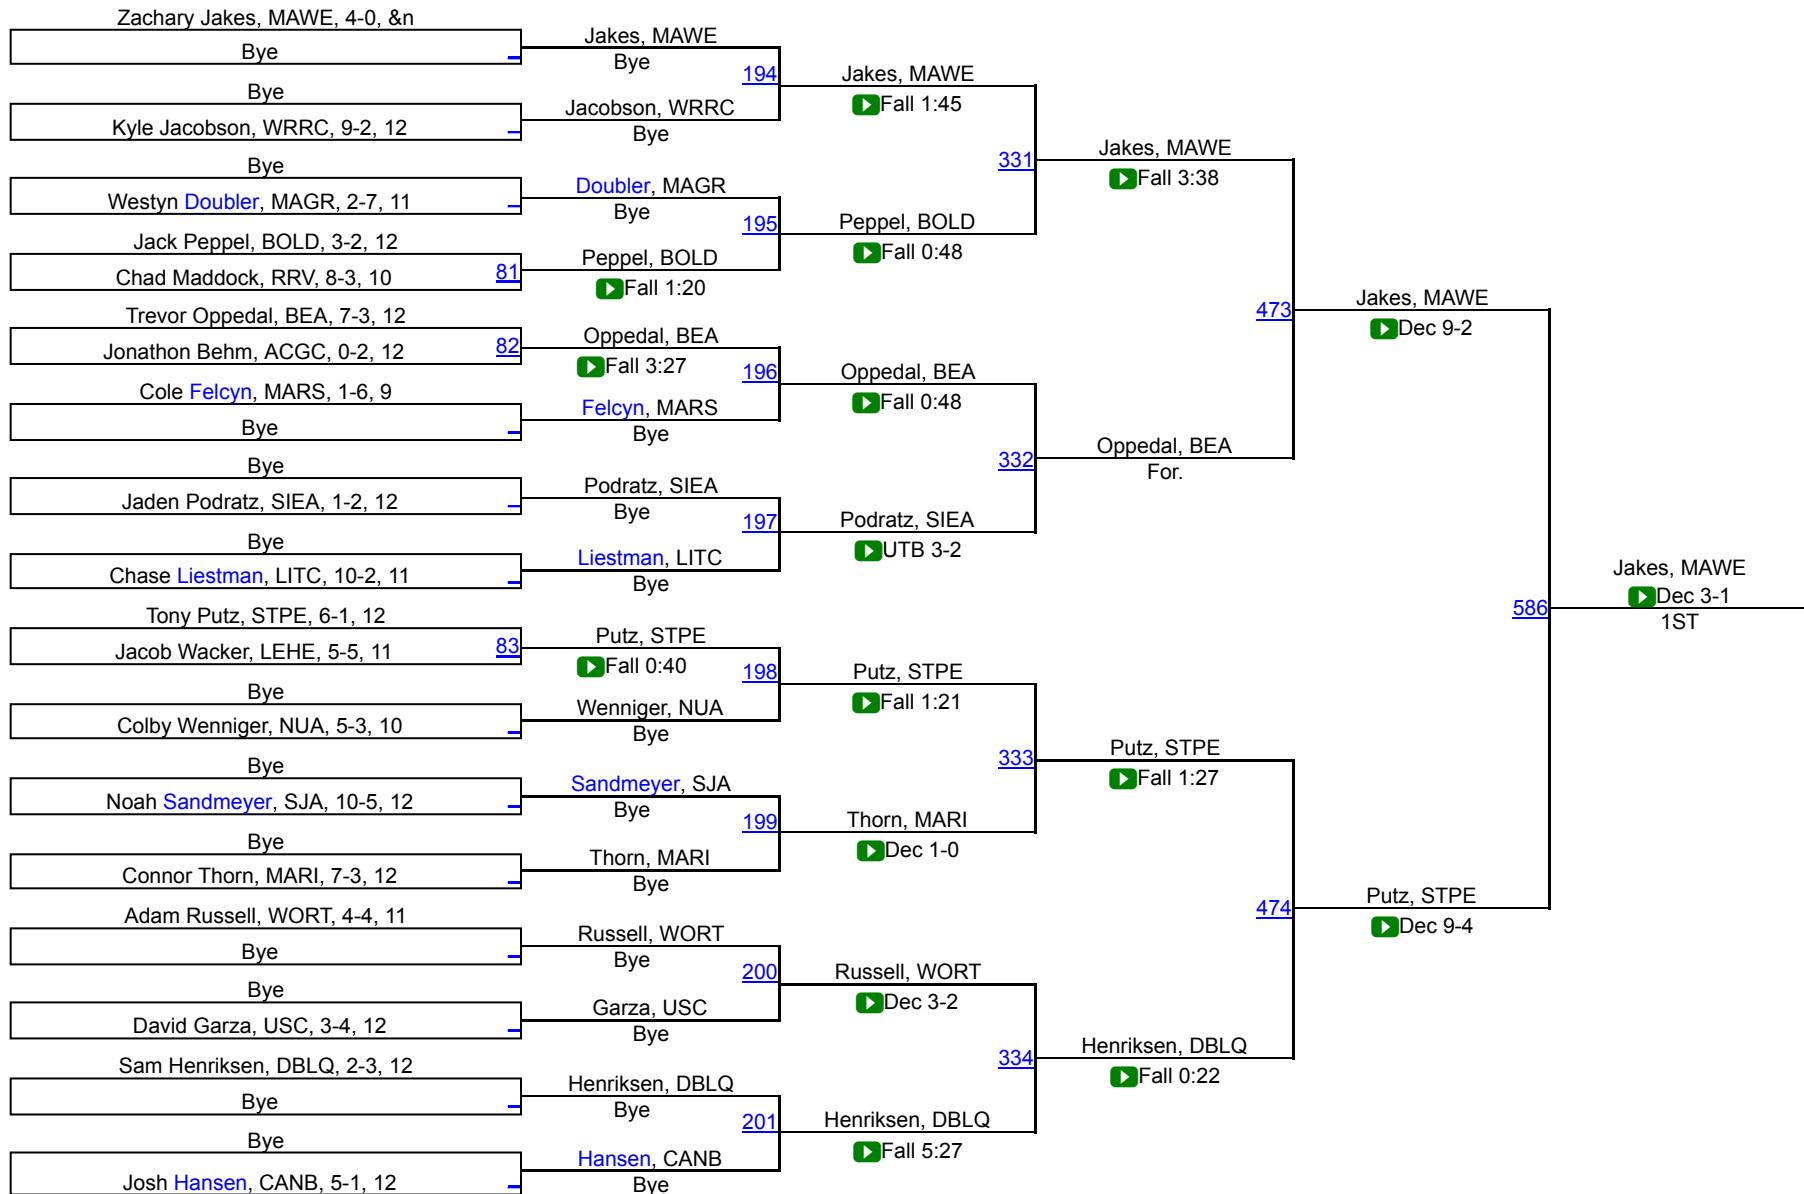 Zachary Jakes, MAWE, 4-0, &n
Bye
Bye
Kyle Jacobson, WRRC, 9-2, 12
Bye
Westyn Doubler, MAGR, 2-7, 11
Jack Peppel, BOLD, 3-2, 12
Chad Maddock, RRV, 8-3, 10
81
Trevor Oppedal, BEA, 7-3, 12
Jonathon Behm, ACGC, 0-2, 12
82
Cole Felcyn, MARS, 1-6, 9
Bye
Bye
Jaden Podratz, SIEA, 1-2, 12
Bye
Chase Liestman, LITC, 10-2, 11
Tony Putz, STPE, 6-1, 12
Jacob Wacker, LEHE, 5-5, 11
83
Bye
Colby Wenniger, NUA, 5-3, 10
Bye
Noah Sandmeyer, SJA, 10-5, 12
Bye
Connor Thorn, MARI, 7-3, 12
Adam Russell, WORT, 4-4, 11
Bye
Bye
David Garza, USC, 3-4, 12
Sam Henriksen, DBLQ, 2-3, 12
Bye
Bye
Josh Hansen, CANB, 5-1, 12
Jakes, MAWE
Bye
194
Jacobson, WRRC
Bye
Doubler, MAGR
Bye
195
Peppel, BOLD
Fall 1:20
Oppedal, BEA
Fall 3:27
196
Felcyn, MARS
Bye
Podratz, SIEA
Bye
197
Liestman, LITC
Bye
Putz, STPE
Fall 0:40
198
Wenniger, NUA
Bye
Sandmeyer, SJA
Bye
199
Thorn, MARI
Bye
Russell, WORT
Bye
200
Garza, USC
Bye
Henriksen, DBLQ
Bye
201
Hansen, CANB
Bye
Jakes, MAWE
Fall 1:45
331
Peppel, BOLD
Fall 0:48
Oppedal, BEA
Fall 0:48
332
Podratz, SIEA
UTB 3-2
Putz, STPE
Fall 1:21
333
Thorn, MARI
Dec 1-0
Russell, WORT
Dec 3-2
334
Henriksen, DBLQ
Fall 5:27
Jakes, MAWE
Fall 3:38
473
Oppedal, BEA
For.
Putz, STPE
Fall 1:27
474
Henriksen, DBLQ
Fall 0:22
Jakes, MAWE
Dec 9-2
586
Putz, STPE
Dec 9-4
Jakes, MAWE
Dec 3-1
1ST